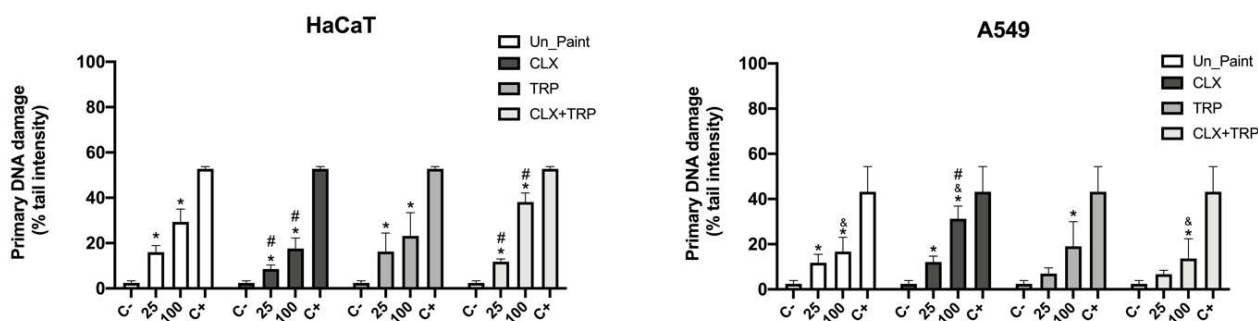 HaCaT
Un_Paint
CLX
TRP
CLX+TRP
Primary DNA damage
(% tail intensity)
100
80
60
40
20
0
*
*
#
*
#
*
*
*
#
*
#
*
C-
25
100
C+
C-
25
100
C+
C-
25
100
C+
C-
25
100
C+
A549
Un_Paint
CLX
TRP
CLX+TRP
Primary DNA damage
(% tail intensity)
100
80
60
40
20
0
*
&
*
*
#
&
*
*
&
*
C-
25
100
C+
C-
25
100
C+
C-
25
100
C+
C-
25
100
C+